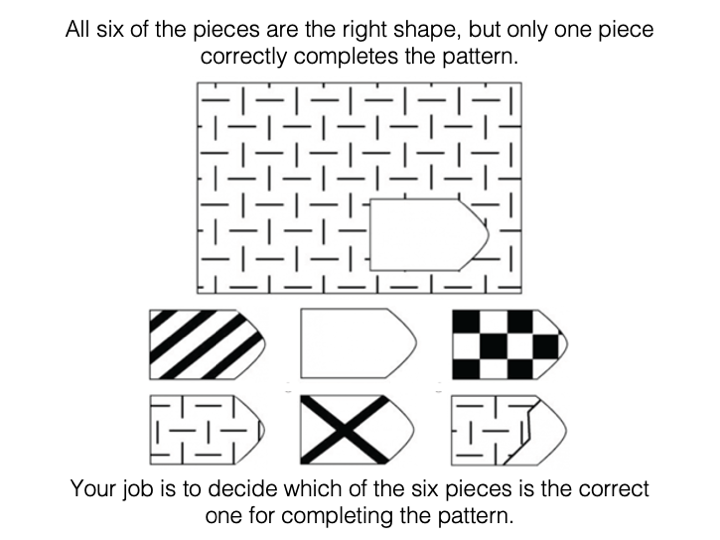 All six of the pieces are the right shape, but only one piece
correctly completes the pattern.
Your job is to decide which of the six pieces is the correct
one for completing the pattern.